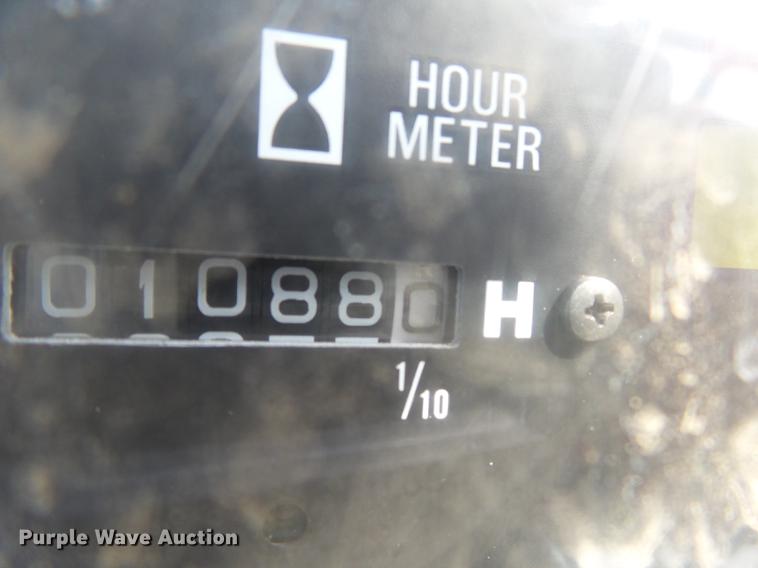 HOUR
METER
010880 H
1/10
Purple Wave Auction